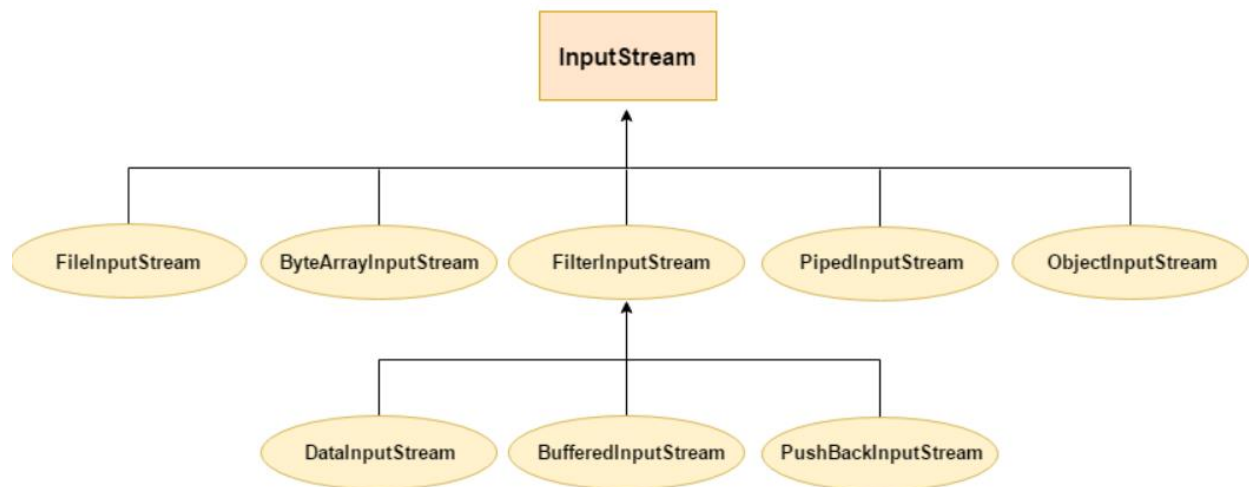 InputStream
FileInputStream
ByteArrayInputStream
FilterInputStream
PipedInputStream
ObjectInputStream
DataInputStream
BufferedInputStream
PushBackInputStream